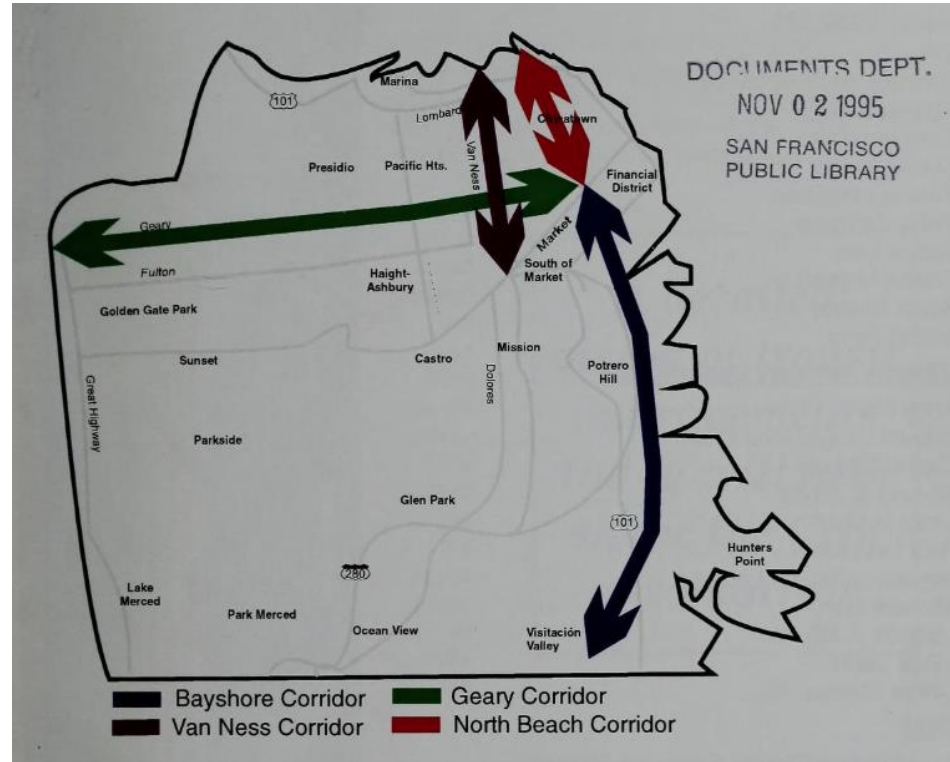 DOCUMENTS DEPT.
NOV 02 1995
SAN FRANCISCO
PUBLIC LIBRARY
Marina
101
Lombard
Chinatown
Van Ness
Presidio
Pacific Hts.
Financial
District
Geary
Market
Fulton
Haight-
Ashbury
South of
Market
Golden Gate Park
Sunset
Castro
Mission
Potrero
Hill
Great Highway
Dolores
Parkside
Glen Park
101
Hunters
Point
280
Lake
Merced
Park Merced
Ocean View
Visitación
Valley
Bayshore Corridor
Geary Corridor
Van Ness Corridor
North Beach Corridor